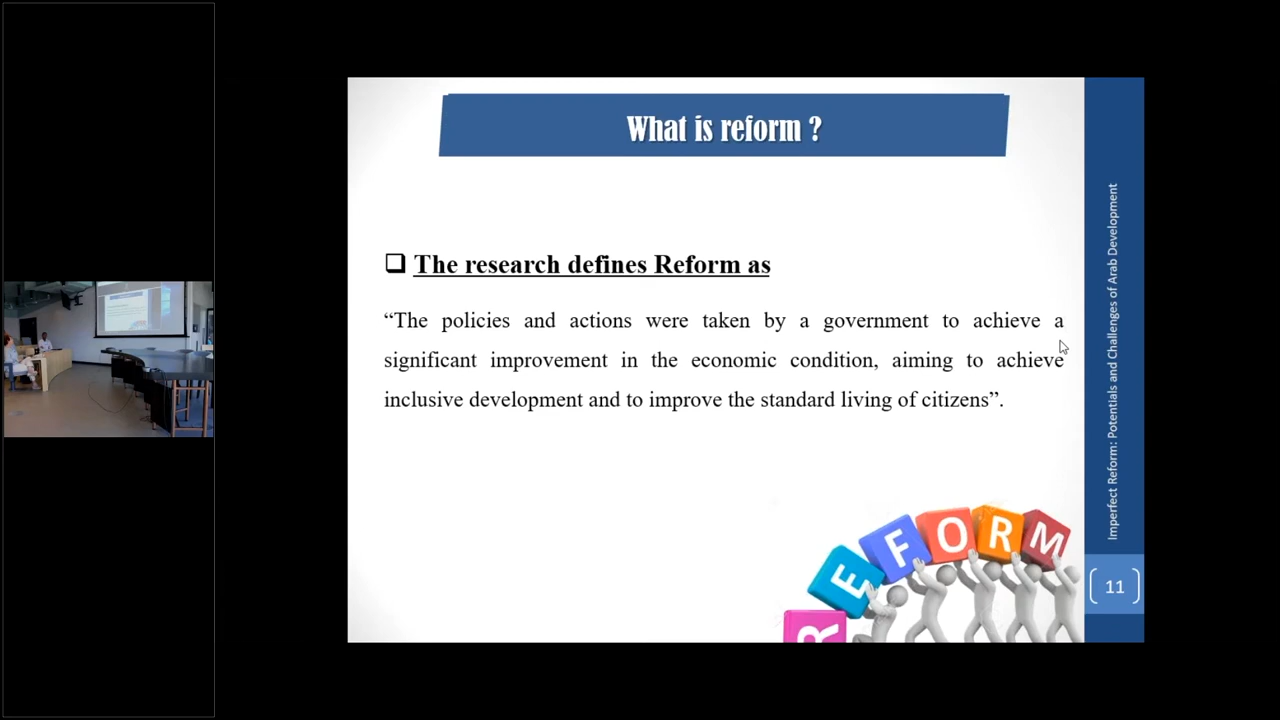 What is reform ?
The research defines Reform as
“The policies and actions were taken by a government to achieve a
significant improvement in the economic condition, aiming to achieve
inclusive development and to improve the standard living of citizens”.
REFORM
Imperfect Reform: Potentials and Challenges of Arab Development
11